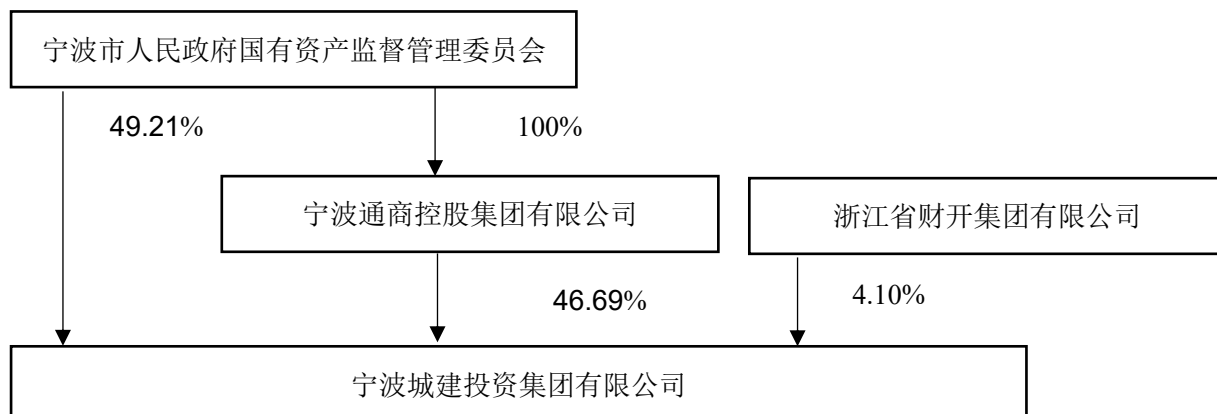 宁波市人民政府国有资产监督管理委员会
49.21%
100%
宁波通商控股集团有限公司
浙江省财开集团有限公司
46.69%
4.10%
宁波城建投资集团有限公司